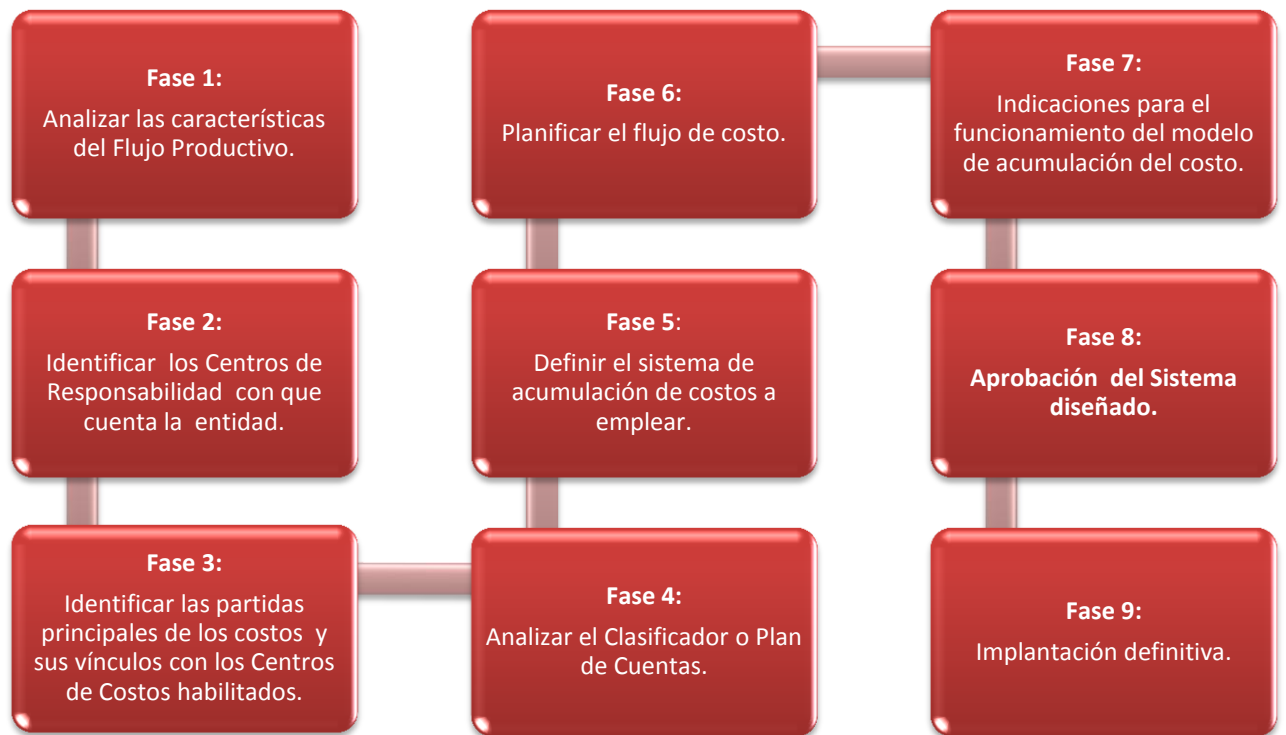 Fase 1:
Analizar las características
del Flujo Productivo.
Fase 2:
Identificar los Centros de
Responsabilidad con que
cuenta la entidad.
Fase 3:
Identificar las partidas
principales de los costos y
sus vínculos con los Centros
de Costos habilitados.
Fase 4:
Analizar el Clasificador o Plan
de Cuentas.
Fase 5:
Definir el sistema de
acumulación de costos a
emplear.
Fase 6:
Planificar el flujo de costo.
Fase 7:
Indicaciones para el
funcionamiento del modelo
de acumulación del costo.
Fase 8:
Aprobación del Sistema
diseñado.
Fase 9:
Implantación definitiva.